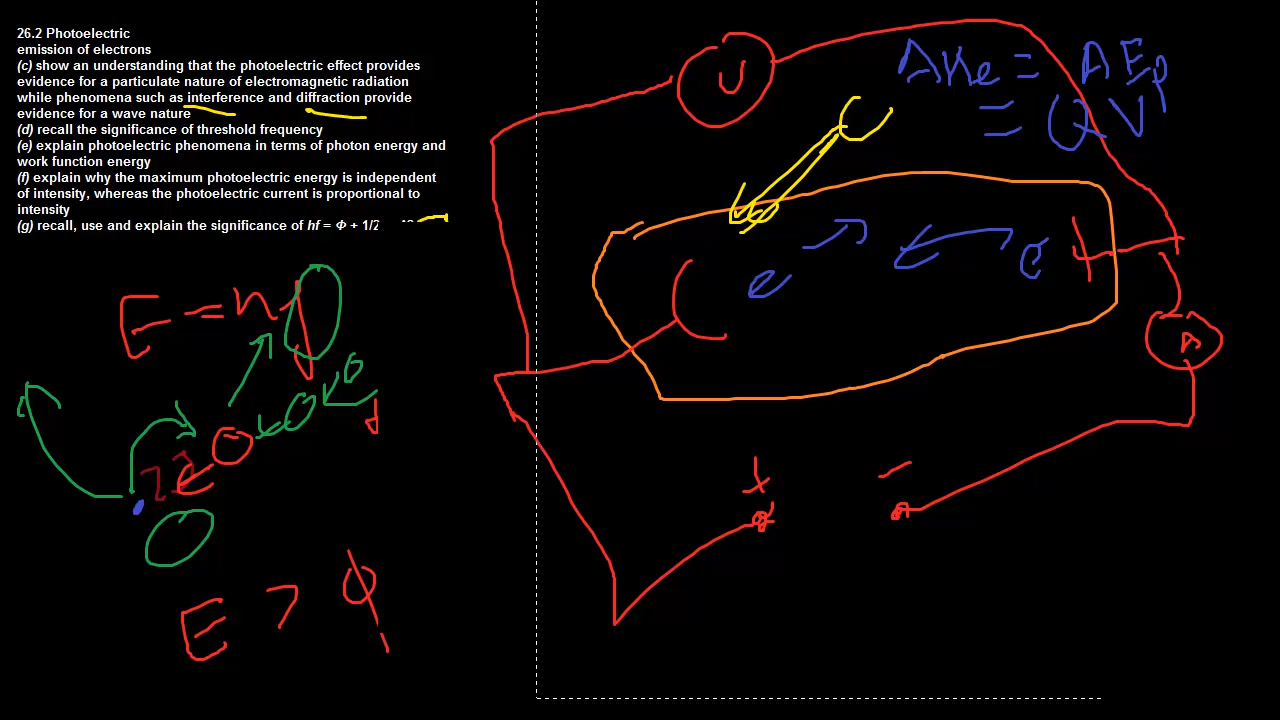 26.2 Photoelectric
emission of electrons
(c) show an understanding that the photoelectric effect provides
evidence for a particulate nature of electromagnetic radiation
while phenomena such as interference and diffraction provide
evidence for a wave nature
(d) recall the significance of threshold frequency
(e) explain photoelectric phenomena in terms of photon energy and
work function energy
(f) explain why the maximum photoelectric energy is independent
of intensity, whereas the photoelectric current is proportional to
intensity
(g) recall, use and explain the significance of hf = Φ + 1/2
V
ΔKe = ΔEp
= QV
e
e
A
+
-
E = hf
E > Φ